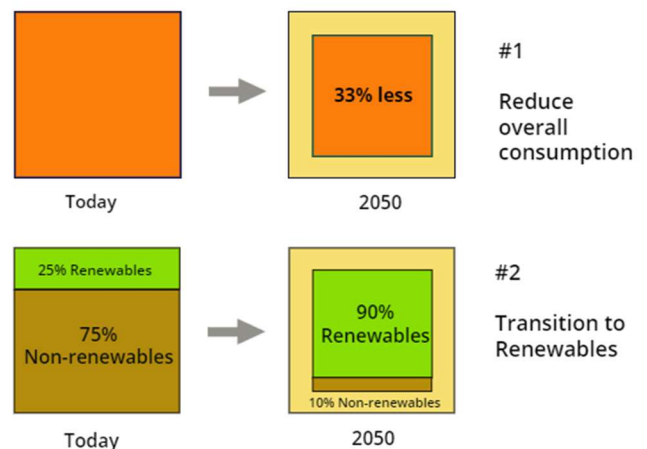 33% less
#1
Reduce
overall
consumption
Today
2050
25% Renewables
75%
Non-renewables
90%
Renewables
10% Non-renewables
#2
Transition to
Renewables
Today
2050